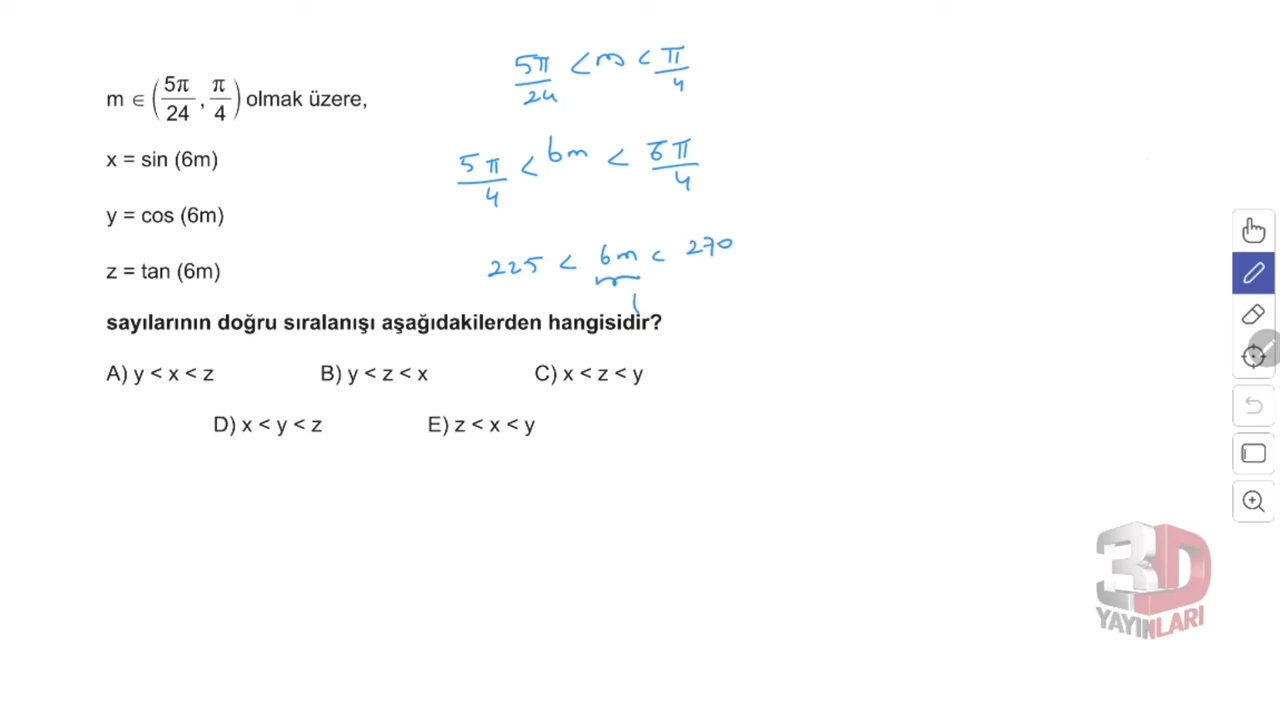 m ∈ (5π/24, π/4) olmak üzere,
5π/24 < m < π/4
x = sin (6m)
5π/4 < 6m < 6π/4
y = cos (6m)
z = tan (6m)
225 < 6m < 270
sayılarının doğru sıralanışı aşağıdakilerden hangisidir?
A) y < x < z B) y < z < x C) x < z < y
D) x < y < z E) z < x < y
3D
YAYINLARI